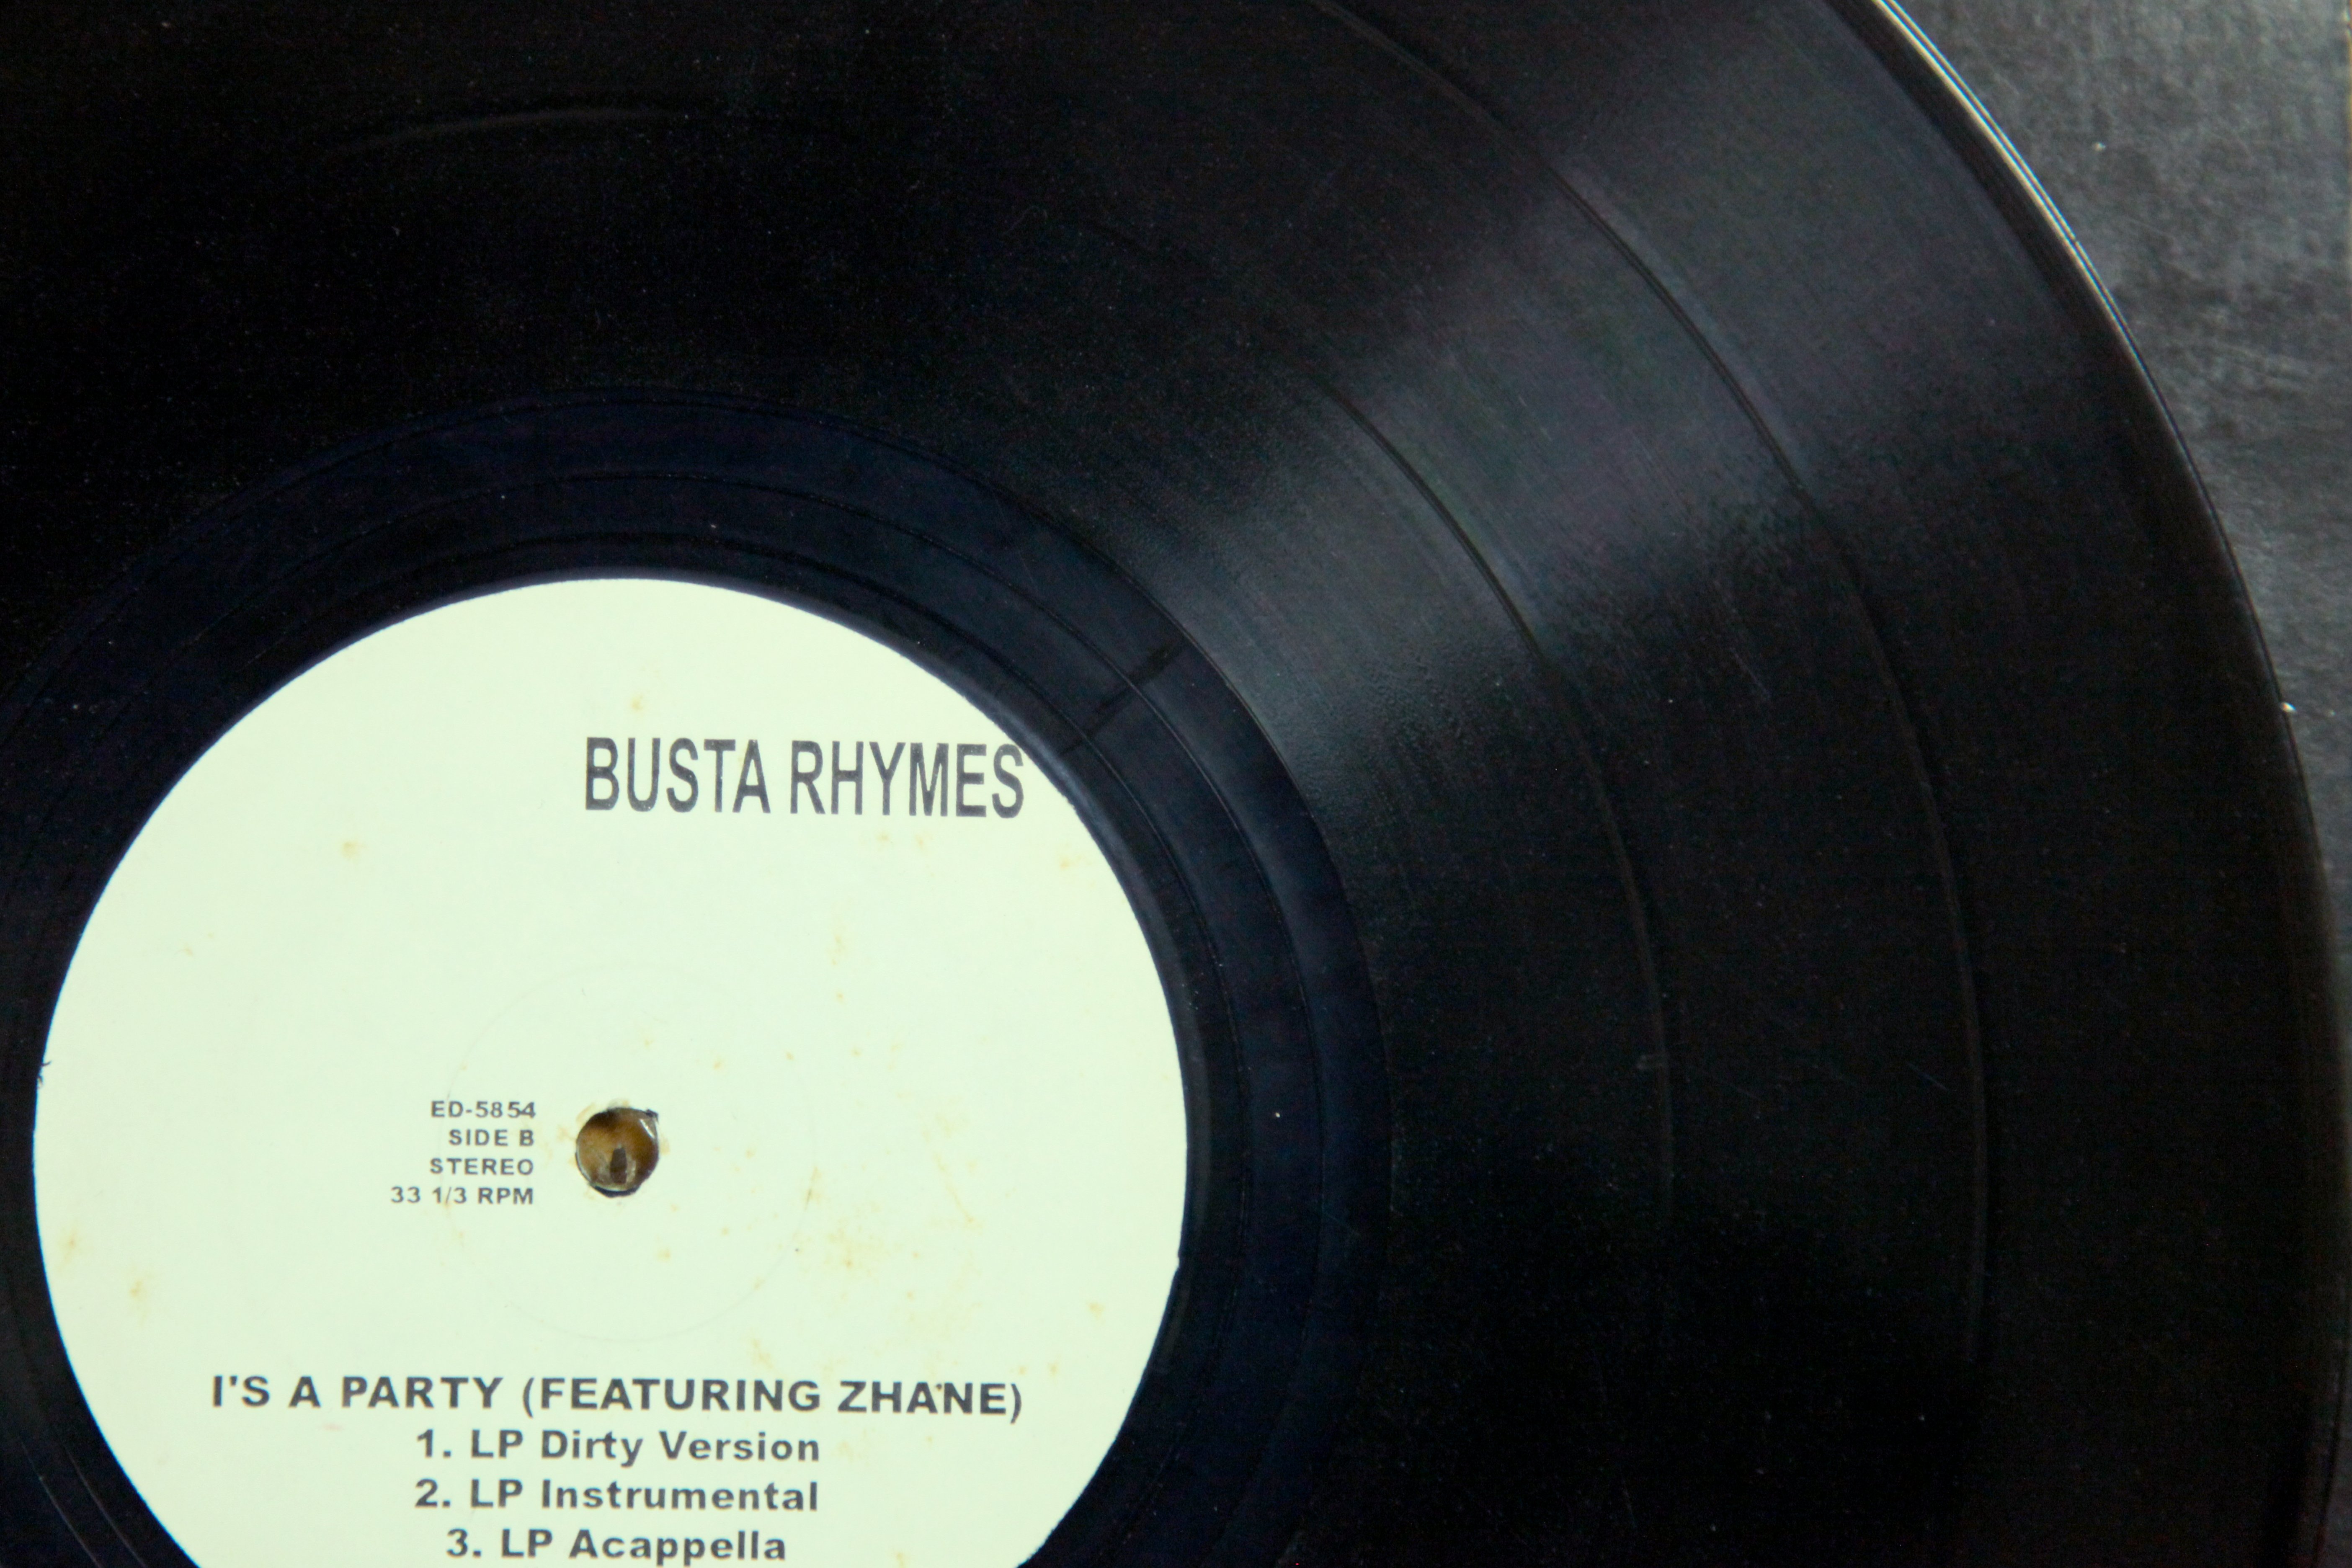 BUSTA RHYMES
ED-5854
SIDE B
STEREO
33 1/3 RPM
I'S A PARTY (FEATURING ZHANE)
1. LP Dirty Version
2. LP Instrumental
3. LP Acappella